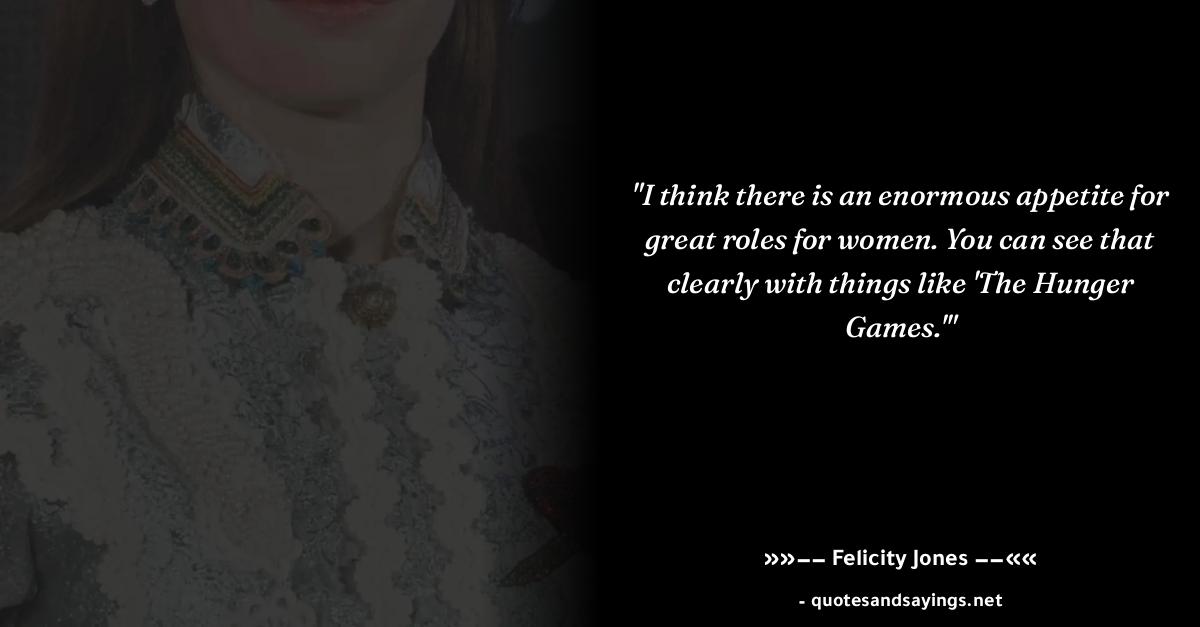 "I think there is an enormous appetite for
great roles for women. You can see that
clearly with things like 'The Hunger
Games.'"
»»−− Felicity Jones −−««
- quotesandsayings.net